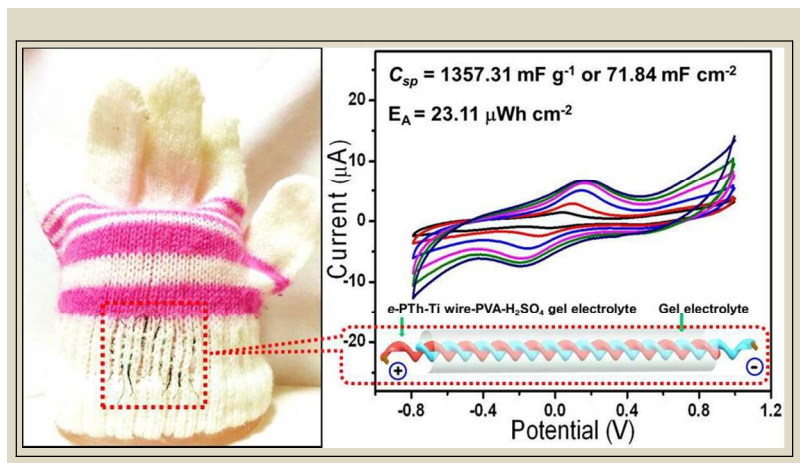 C_sp = 1357.31 mF g⁻¹ or 71.84 mF cm⁻²
E_A = 23.11 μWh cm⁻²
Current (μA)
20
10
0
-10
-20
e-PTh-Ti wire-PVA-H₂SO₄ gel electrolyte
Gel electrolyte
+
-
-0.8 -0.4 0.0 0.4 0.8 1.2
Potential (V)